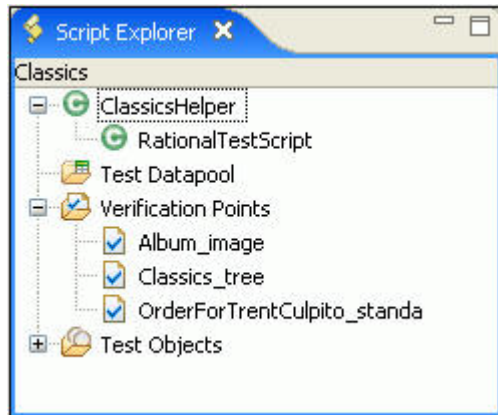 Script Explorer
Classics
ClassicsHelper
RationalTestScript
Test Datapool
Verification Points
Album_image
Classics_tree
OrderForTrentCulpito_standa
Test Objects